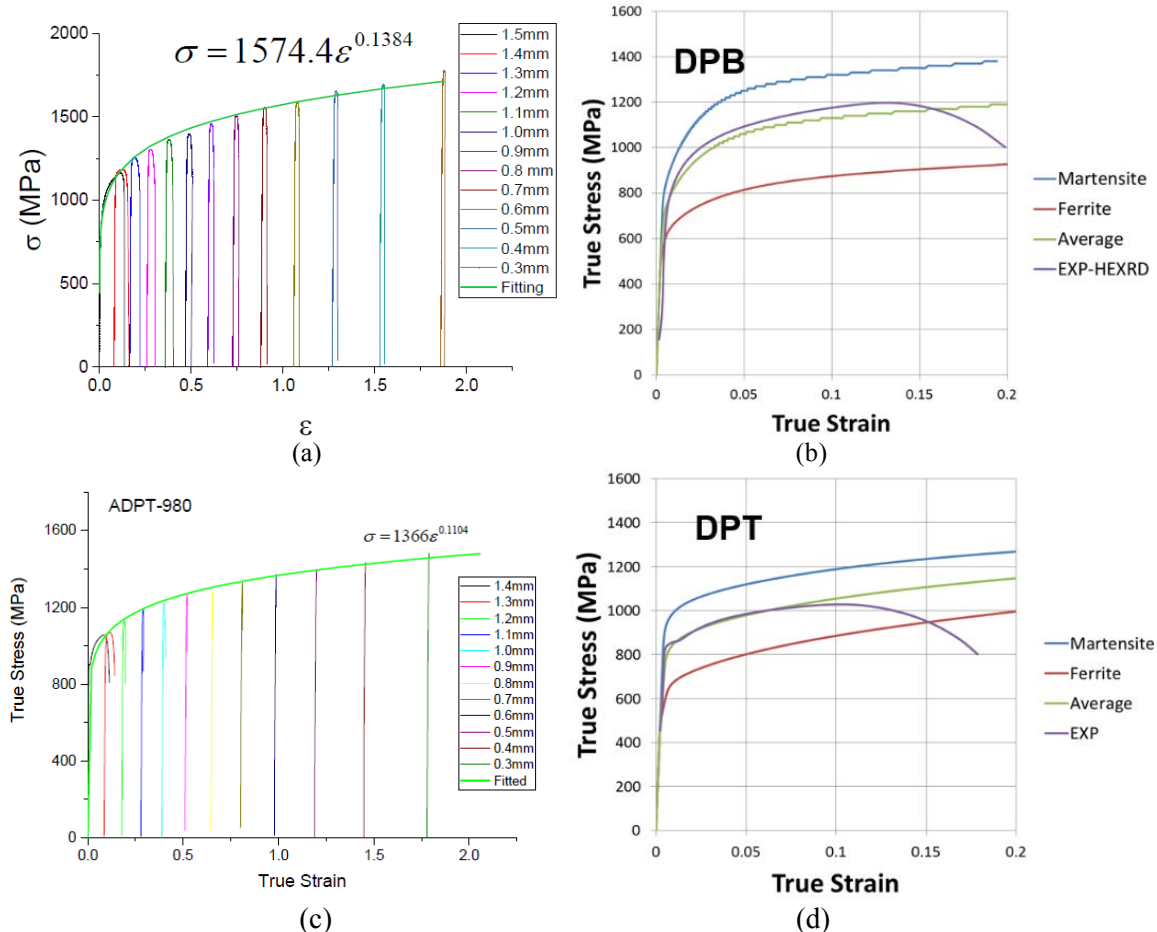 2000
1500
1000
500
0
σ (MPa)
σ = 1574.4ε^0.1384
1.5mm
1.4mm
1.3mm
1.2mm
1.1mm
1.0mm
0.9mm
0.8 mm
0.7mm
0.6mm
0.5mm
0.4mm
0.3mm
Fitting
0.0 0.5 1.0 1.5 2.0
ε
(a)
1600
1400
1200
1000
800
600
400
200
0
True Stress (MPa)
DPB
Martensite
Ferrite
Average
EXP-HEXRD
0 0.05 0.1 0.15 0.2
True Strain
(b)
ADPT-980
1600
1200
800
400
0
True Stress (MPa)
σ = 1366ε^0.1104
1.4mm
1.3mm
1.2mm
1.1mm
1.0mm
0.9mm
0.8mm
0.7mm
0.6mm
0.5mm
0.4mm
0.3mm
Fitted
0.0 0.5 1.0 1.5 2.0
True Strain
(c)
1600
1400
1200
1000
800
600
400
200
0
True Stress (MPa)
DPT
Martensite
Ferrite
Average
EXP
0 0.05 0.1 0.15 0.2
True Strain
(d)